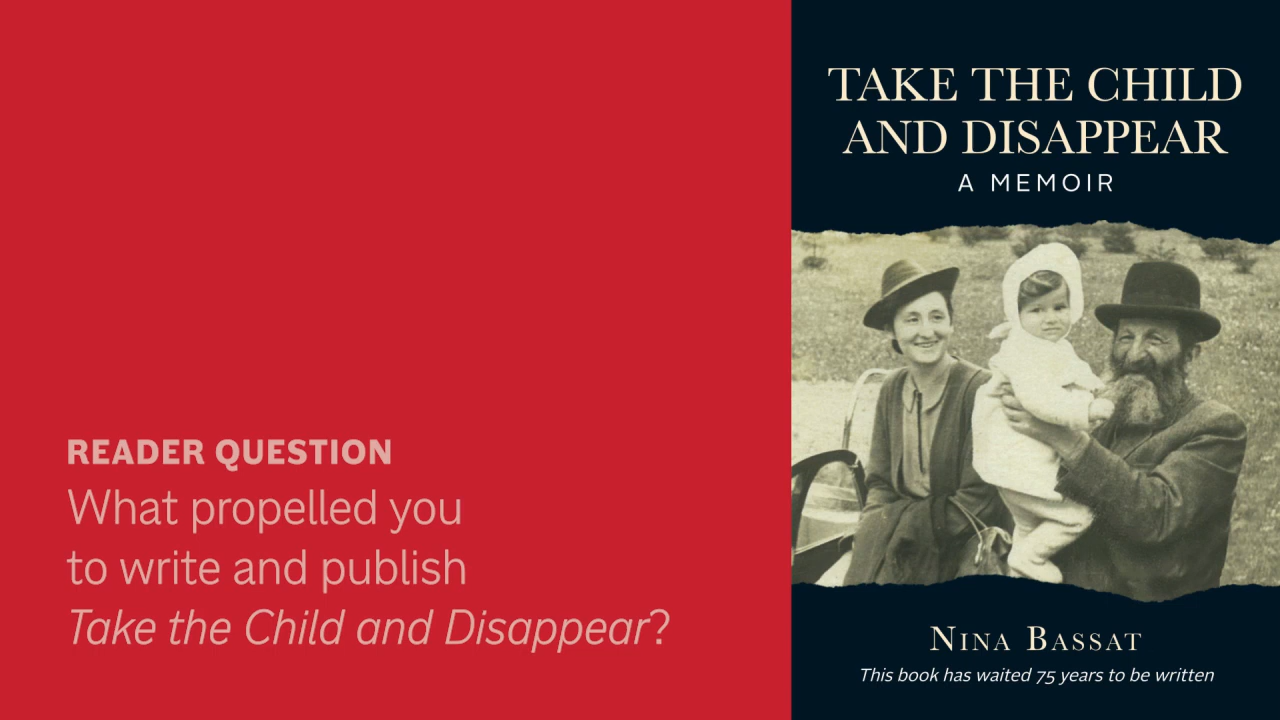 READER QUESTION
What propelled you
to write and publish
Take the Child and Disappear?
TAKE THE CHILD
AND DISAPPEAR
A MEMOIR
NINA BASSAT
This book has waited 75 years to be written